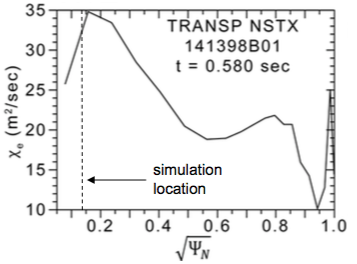 35
30
25
20
15
10
χe (m²/sec)
TRANSP NSTX
141398B01
t = 0.580 sec
simulation
location
0.2 0.4 0.6 0.8 1.0
√ΨN